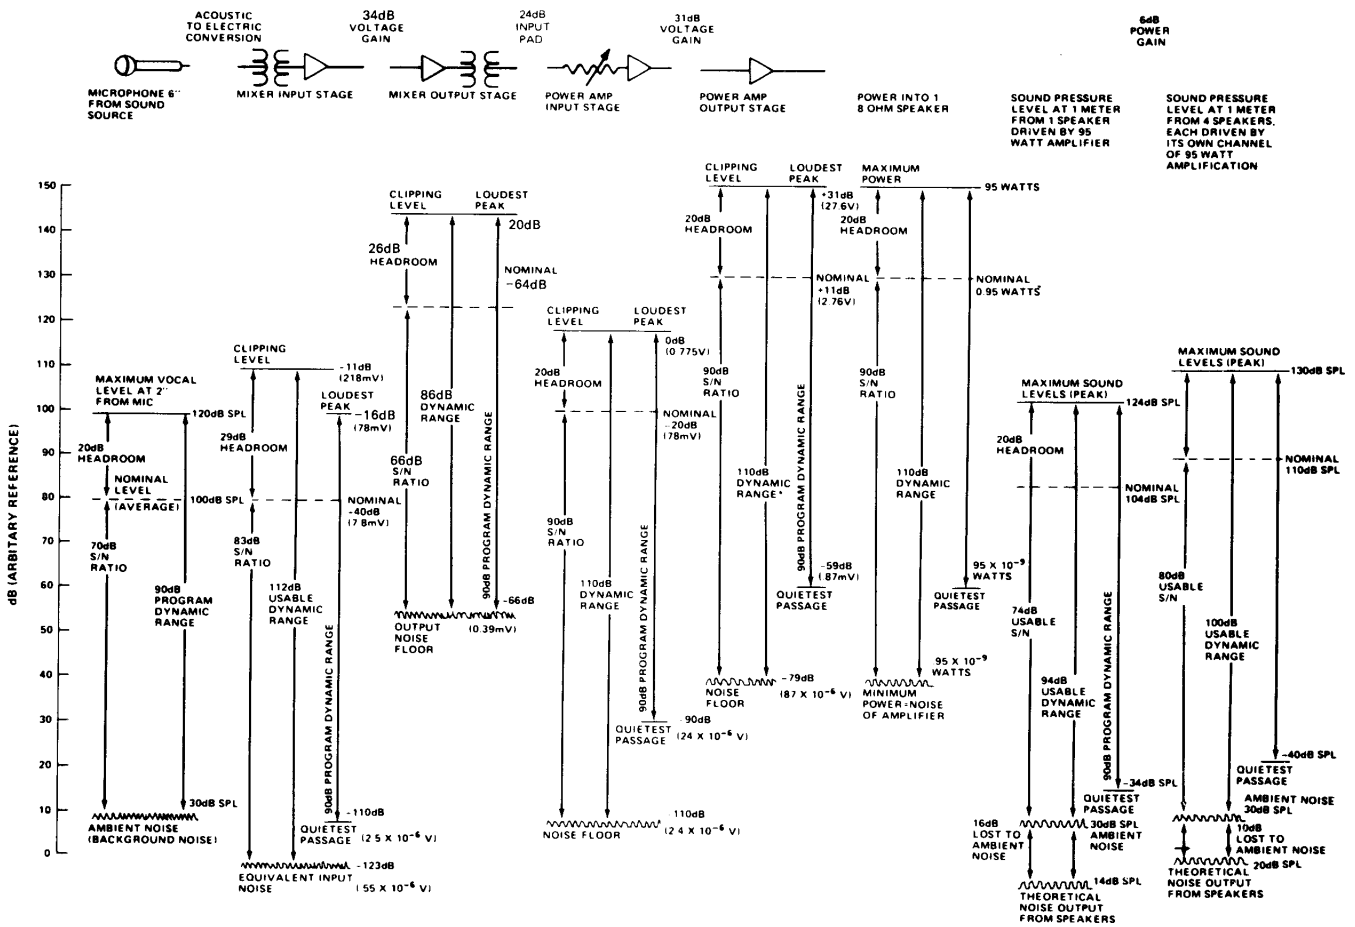 ACOUSTIC
TO ELECTRIC
CONVERSION
34dB
VOLTAGE
GAIN
24dB
INPUT
PAD
31dB
VOLTAGE
GAIN
6dB
POWER
GAIN
MICROPHONE 6"
FROM SOUND
SOURCE
MIXER INPUT STAGE
MIXER OUTPUT STAGE
POWER AMP
INPUT STAGE
POWER AMP
OUTPUT STAGE
POWER INTO 1
8 OHM SPEAKER
SOUND PRESSURE
LEVEL AT 1 METER
FROM 1 SPEAKER
DRIVEN BY 95
WATT AMPLIFIER
SOUND PRESSURE
LEVEL AT 1 METER
FROM 4 SPEAKERS,
EACH DRIVEN BY
ITS OWN CHANNEL
OF 95 WATT
AMPLIFICATION
dB (ARBITARY REFERENCE)
150
140
130
120
110
100
90
80
70
60
50
40
30
20
10
0
MAXIMUM VOCAL
LEVEL AT 2"
FROM MIC
120dB SPL
20dB
HEADROOM
NOMINAL
LEVEL
(AVERAGE)
100dB SPL
70dB
S/N
RATIO
90dB
PROGRAM
DYNAMIC
RANGE
30dB SPL
AMBIENT NOISE
(BACKGROUND NOISE)
CLIPPING
LEVEL
-11dB
(218mV)
LOUDEST
PEAK
-16dB
(78mV)
29dB
HEADROOM
NOMINAL
-40dB
(7.8mV)
83dB
S/N
RATIO
112dB
USABLE
DYNAMIC
RANGE
90dB PROGRAM DYNAMIC RANGE
-110dB
QUIETEST
PASSAGE
(2.5 X 10-6 V)
-123dB
EQUIVALENT INPUT
NOISE
(.55 X 10-6 V)
CLIPPING
LEVEL
LOUDEST
PEAK
20dB
26dB
HEADROOM
NOMINAL
-64dB
86dB
DYNAMIC
RANGE
66dB
S/N
RATIO
90dB PROGRAM DYNAMIC RANGE
-66dB
(0.39mV)
OUTPUT
NOISE
FLOOR
CLIPPING
LEVEL
LOUDEST
PEAK
0dB
(0.775V)
20dB
HEADROOM
NOMINAL
-20dB
(78mV)
90dB
S/N
RATIO
110dB
DYNAMIC
RANGE
90dB PROGRAM DYNAMIC RANGE
-90dB
QUIETEST
PASSAGE
(24 X 10-6 V)
-110dB
(2.4 X 10-6 V)
NOISE FLOOR
CLIPPING
LEVEL
LOUDEST
PEAK
+31dB
(27.6V)
20dB
HEADROOM
NOMINAL
+11dB
(2.76V)
90dB
S/N
RATIO
110dB
DYNAMIC
RANGE*
90dB PROGRAM DYNAMIC RANGE
-59dB
(.87mV)
QUIETEST
PASSAGE
-79dB
(87 X 10-6 V)
NOISE
FLOOR
MAXIMUM
POWER
95 WATTS
20dB
HEADROOM
NOMINAL
0.95 WATTS*
90dB
S/N
RATIO
110dB
DYNAMIC
RANGE
95 X 10-9
WATTS
QUIETEST
PASSAGE
.95 X 10-9
WATTS
MINIMUM
POWER=NOISE
OF AMPLIFIER
MAXIMUM SOUND
LEVELS (PEAK)
124dB SPL
20dB
HEADROOM
NOMINAL
104dB SPL
74dB
USABLE
S/N
94dB
USABLE
DYNAMIC
RANGE
90dB PROGRAM DYNAMIC RANGE
-34dB SPL
QUIETEST
PASSAGE
16dB
LOST TO
AMBIENT
NOISE
30dB SPL
AMBIENT
NOISE
14dB SPL
THEORETICAL
NOISE OUTPUT
FROM SPEAKERS
MAXIMUM SOUND
LEVELS (PEAK)
130dB SPL
NOMINAL
110dB SPL
80dB
USABLE
S/N
100dB
USABLE
DYNAMIC
RANGE
-40dB SPL
QUIETEST
PASSAGE
AMBIENT NOISE
30dB SPL
10dB
LOST TO
AMBIENT NOISE
20dB SPL
THEORETICAL
NOISE OUTPUT
FROM SPEAKERS